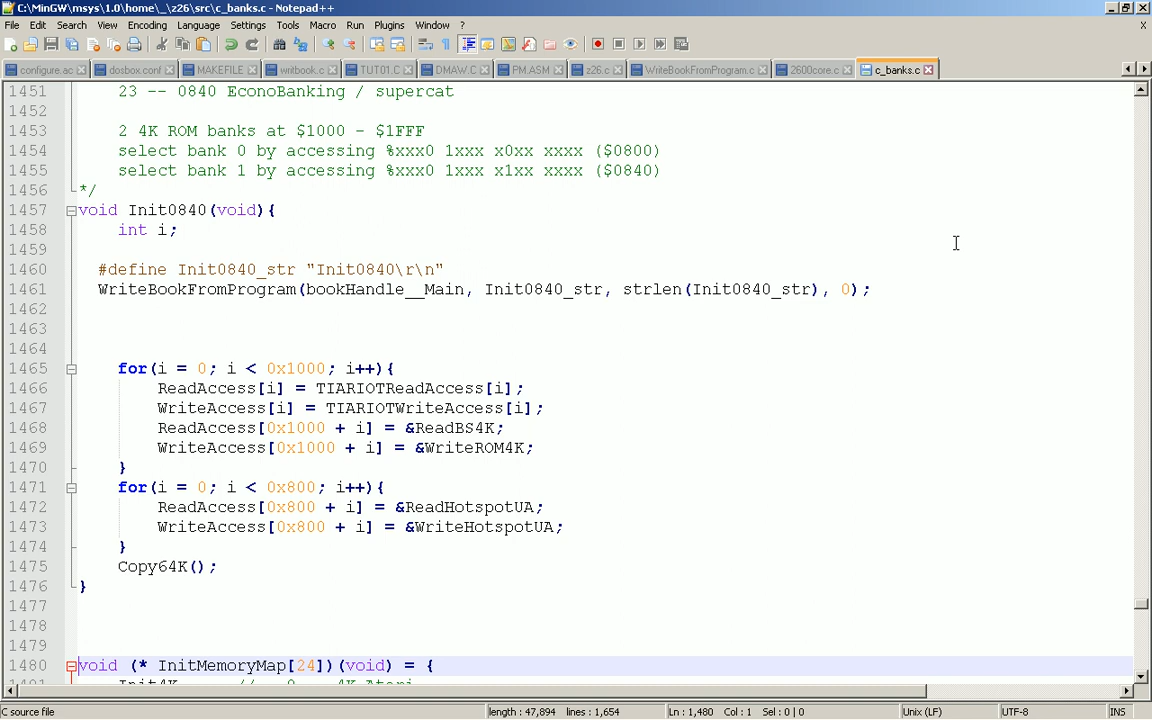 C:\MinGW\msys\1.0\home\_\z26\src\c_banks.c - Notepad++
File Edit Search View Encoding Language Settings Tools Macro Run Plugins Window ? X
configure.ac dosbox.conf MAKEFILE writbook.c TUT01.C DMAW.C PM.ASM z26.c WriteBookFromProgram.c 2600core.c c_banks.c
1451 23 -- 0840 EconoBanking / supercat
1452
1453 2 4K ROM banks at $1000 - $1FFF
1454 select bank 0 by accessing %xxx0 1xxx x0xx xxxx ($0800)
1455 select bank 1 by accessing %xxx0 1xxx x1xx xxxx ($0840)
1456 */
1457 void Init0840(void){
1458 int i;
1459
1460 #define Init0840_str "Init0840\r\n"
1461 WriteBookFromProgram(bookHandle__Main, Init0840_str, strlen(Init0840_str), 0);
1462
1463
1464
1465 for(i = 0; i < 0x1000; i++){
1466 ReadAccess[i] = TIARIOTReadAccess[i];
1467 WriteAccess[i] = TIARIOTWriteAccess[i];
1468 ReadAccess[0x1000 + i] = &ReadBS4K;
1469 WriteAccess[0x1000 + i] = &WriteROM4K;
1470 }
1471 for(i = 0; i < 0x800; i++){
1472 ReadAccess[0x800 + i] = &ReadHotspotUA;
1473 WriteAccess[0x800 + i] = &WriteHotspotUA;
1474 }
1475 Copy64K();
1476 }
1477
1478
1479
1480 void (* InitMemoryMap[24])(void) = {
C source file length : 47,894 lines : 1,654 Ln : 1,480 Col : 1 Sel : 0 | 0 Unix (LF) UTF-8 INS